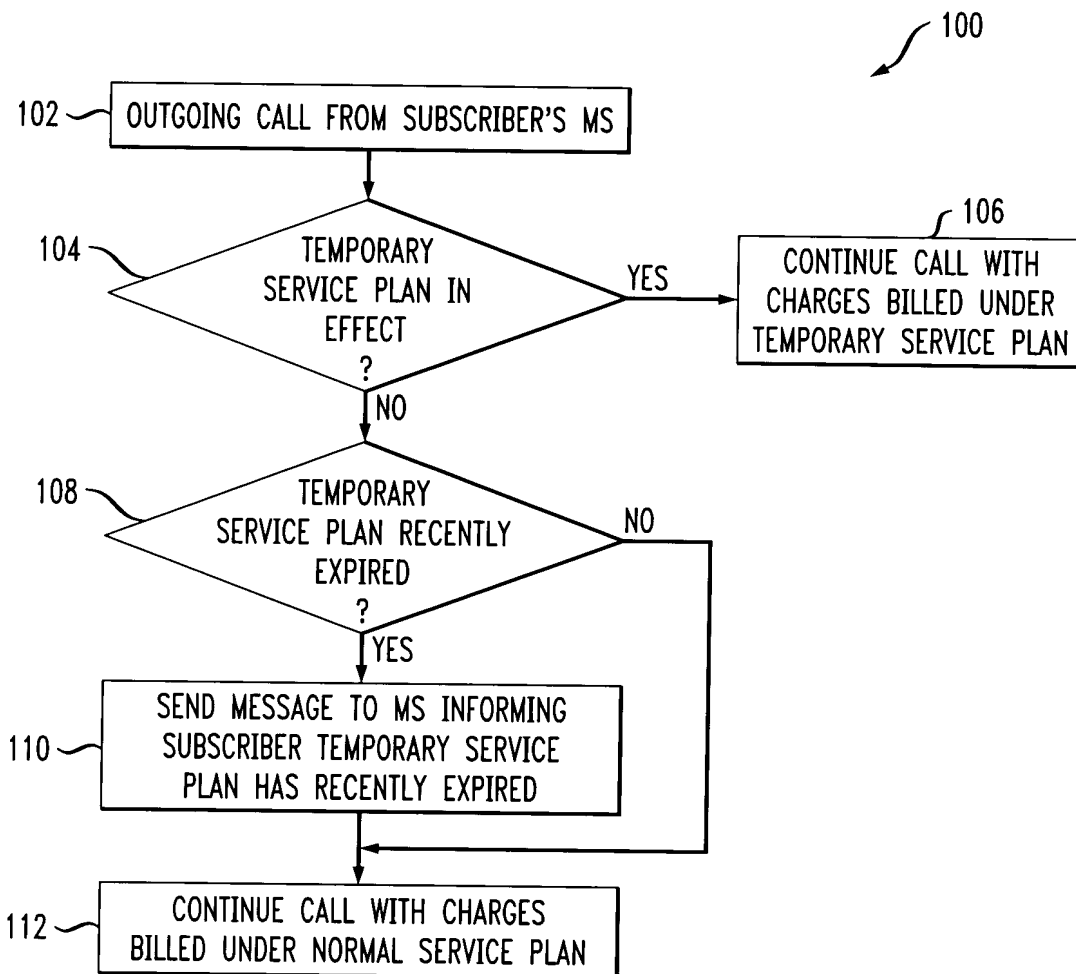 100
102
OUTGOING CALL FROM SUBSCRIBER'S MS
104
TEMPORARY
SERVICE PLAN IN
EFFECT
?
YES
106
CONTINUE CALL WITH
CHARGES BILLED UNDER
TEMPORARY SERVICE PLAN
NO
108
TEMPORARY
SERVICE PLAN RECENTLY
EXPIRED
?
NO
YES
110
SEND MESSAGE TO MS INFORMING
SUBSCRIBER TEMPORARY SERVICE
PLAN HAS RECENTLY EXPIRED
112
CONTINUE CALL WITH CHARGES
BILLED UNDER NORMAL SERVICE PLAN